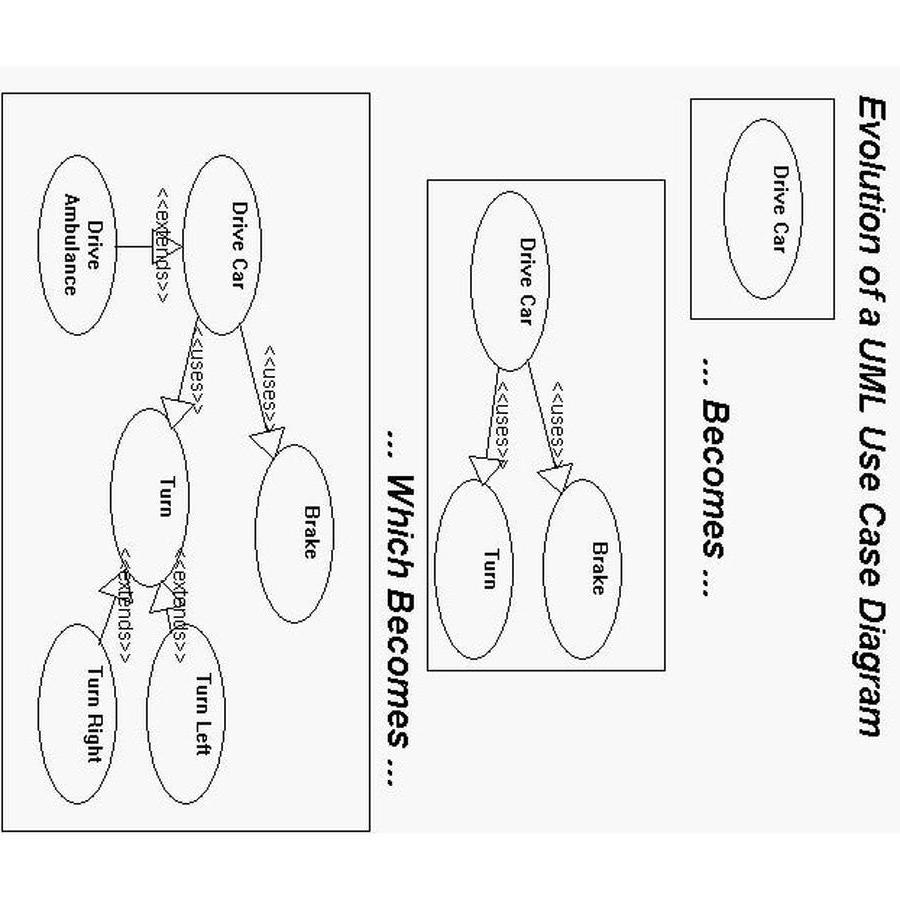 Evolution of a UML Use Case Diagram
Drive Car
... Becomes ...
Drive Car
<<uses>>
Brake
<<uses>>
Turn
... Which Becomes ...
Drive Car
<<uses>>
Brake
<<uses>>
<<extends>>
Turn
Drive
Ambulance
<<extends>>
Turn Left
<<extends>>
Turn Right